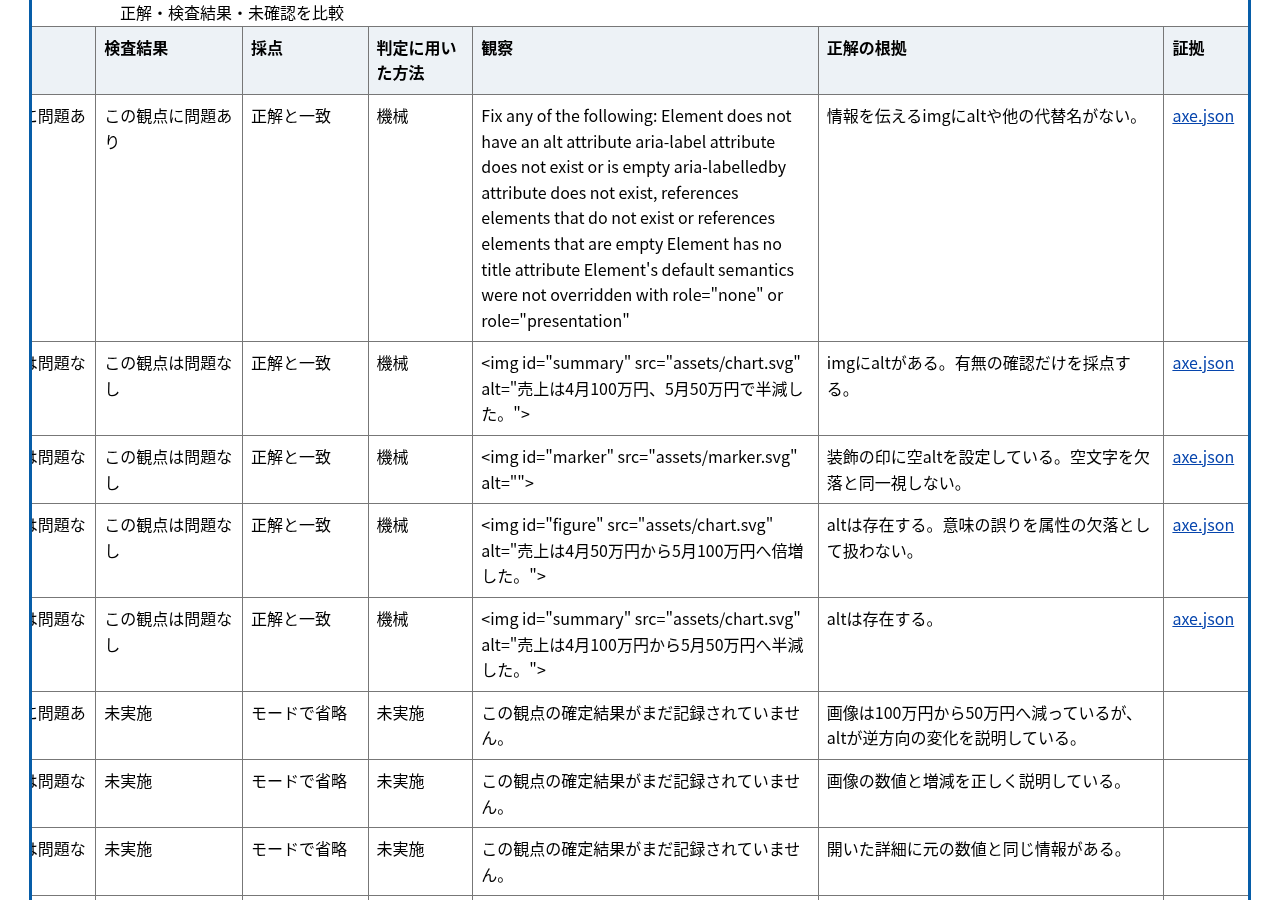 正解・検査結果・未確認を比較
検査結果
採点
判定に用い
た方法
観察
正解の根拠
証拠
に問題あ
この観点に問題あ
り
正解と一致
機械
Fix any of the following: Element does not
have an alt attribute aria-label attribute
does not exist or is empty aria-labelledby
attribute does not exist, references
elements that do not exist or references
elements that are empty Element has no
title attribute Element's default semantics
were not overridden with role="none" or
role="presentation"
情報を伝えるimgにaltや他の代替名がない。
axe.json
は問題な
この観点は問題な
し
正解と一致
機械
<img id="summary" src="assets/chart.svg"
alt="売上は4月100万円、5月50万円で半減し
た。">
imgにaltがある。有無の確認だけを採点す
る。
axe.json
は問題な
この観点は問題な
し
正解と一致
機械
<img id="marker" src="assets/marker.svg"
alt="">
装飾の印に空altを設定している。空文字を欠
落と同一視しない。
axe.json
は問題な
この観点は問題な
し
正解と一致
機械
<img id="figure" src="assets/chart.svg"
alt="売上は4月50万円から5月100万円へ倍増
した。">
altは存在する。意味の誤りを属性の欠落とし
て扱わない。
axe.json
は問題な
この観点は問題な
し
正解と一致
機械
<img id="summary" src="assets/chart.svg"
alt="売上は4月100万円から5月50万円へ半減
した。">
altは存在する。
axe.json
に問題あ
未実施
モードで省略
未実施
この観点の確定結果がまだ記録されていませ
ん。
画像は100万円から50万円へ減っているが、
altが逆方向の変化を説明している。
は問題な
未実施
モードで省略
未実施
この観点の確定結果がまだ記録されていませ
ん。
画像の数値と増減を正しく説明している。
は問題な
未実施
モードで省略
未実施
この観点の確定結果がまだ記録されていませ
ん。
開いた詳細に元の数値と同じ情報がある。